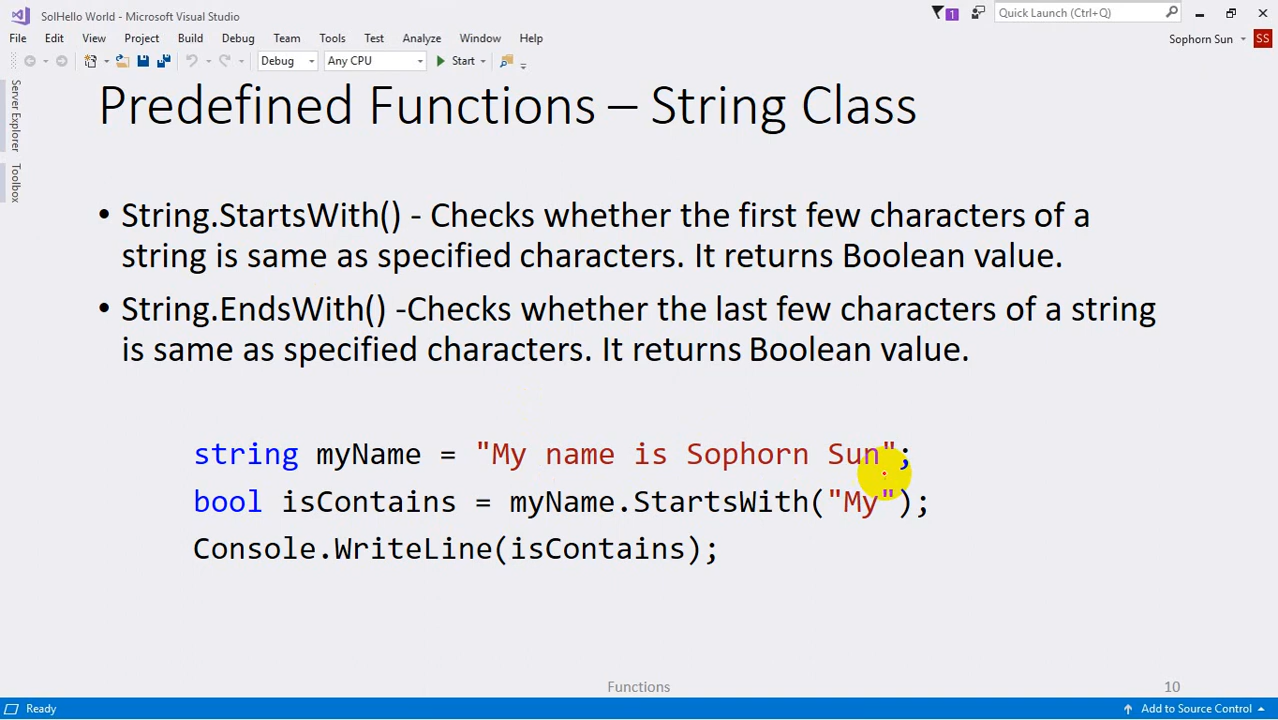 SolHello World - Microsoft Visual Studio
1
Quick Launch (Ctrl+Q)
File Edit View Project Build Debug Team Tools Test Analyze Window Help
Sophorn Sun
SS
Debug
Any CPU
Start
Server Explorer
Toolbox
Predefined Functions – String Class
• String.StartsWith() - Checks whether the first few characters of a
string is same as specified characters. It returns Boolean value.
• String.EndsWith() -Checks whether the last few characters of a string
is same as specified characters. It returns Boolean value.
string myName = "My name is Sophorn Sun";
bool isContains = myName.StartsWith("My");
Console.WriteLine(isContains);
Functions
10
Ready
Add to Source Control